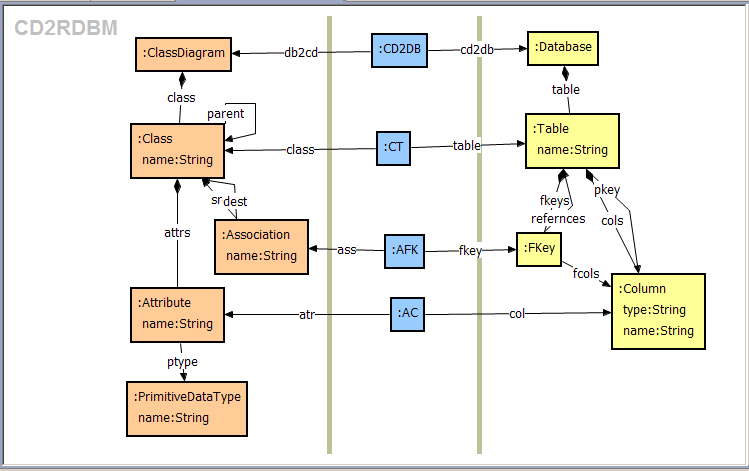 CD2RDBM
:ClassDiagram
db2cd
:CD2DB
cd2db
:Database
class
table
parent
:Class
name:String
class
:CT
table
:Table
name:String
src
dest
fkeys
refernces
pkey
cols
attrs
:Association
name:String
ass
:AFK
fkey
:FKey
fcols
:Attribute
name:String
atr
:AC
col
:Column
type:String
name:String
ptype
:PrimitiveDataType
name:String